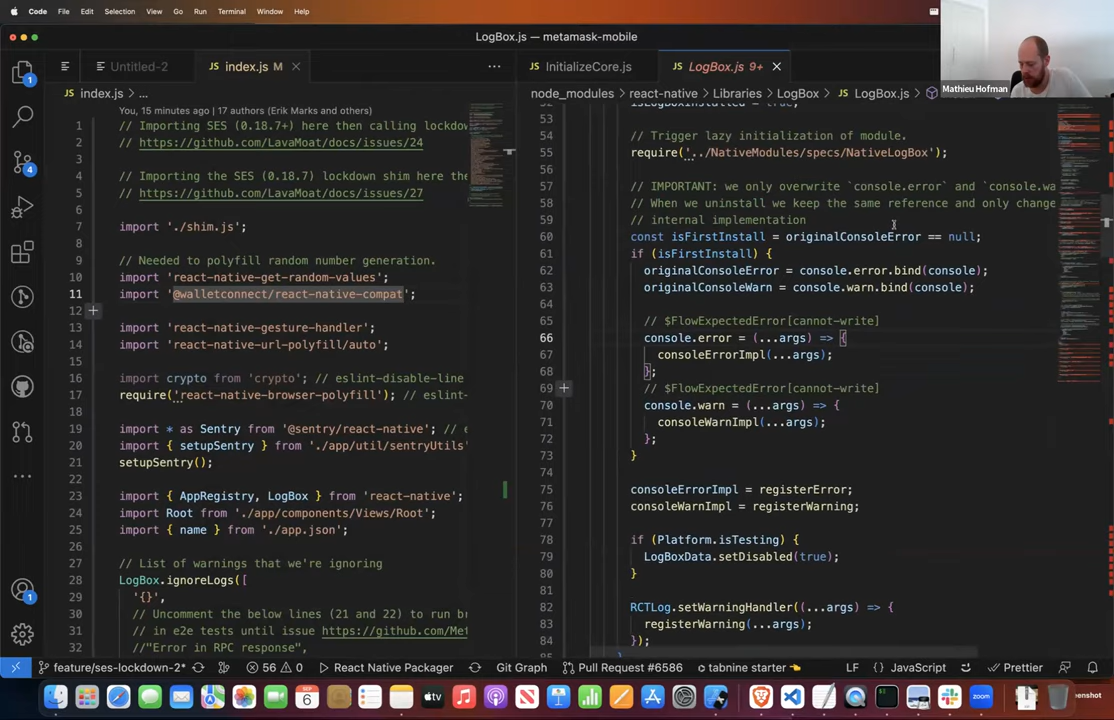 Code File Edit Selection View Go Run Terminal Window Help
LogBox.js — metamask-mobile
Mathieu Hofman
Untitled-2
index.js M
InitializeCore.js
LogBox.js 9+
index.js > ...
node_modules > react-native > Libraries > LogBox > LogBox.js >
You, 15 minutes ago | 17 authors (Erik Marks and others)
1 // Importing SES (0.18.7+) here then calling lockdow
2 // https://github.com/LavaMoat/docs/issues/24
3
4 // Importing the SES (0.18.7) lockdown shim here the
5 // https://github.com/LavaMoat/docs/issues/27
6
7 import './shim.js';
8
9 // Needed to polyfill random number generation.
10 import 'react-native-get-random-values';
11 import '@walletconnect/react-native-compat';
12
13 import 'react-native-gesture-handler';
14 import 'react-native-url-polyfill/auto';
15
16 import crypto from 'crypto'; // eslint-disable-line
17 require('react-native-browser-polyfill'); // eslint-
18
19 import * as Sentry from '@sentry/react-native'; // e
20 import { setupSentry } from './app/util/sentryUtils'
21 setupSentry();
22
23 import { AppRegistry, LogBox } from 'react-native';
24 import Root from './app/components/Views/Root';
25 import { name } from './app.json';
26
27 // List of warnings that we're ignoring
28 LogBox.ignoreLogs([
29 '{}',
30 // Uncomment the below lines (21 and 22) to run br
31 // in e2e tests until issue https://github.com/Met
32 //"Error in RPC response",
52 isLogBoxInstalled = true;
53
54 // Trigger lazy initialization of module.
55 require('../NativeModules/specs/NativeLogBox');
56
57 // IMPORTANT: we only overwrite `console.error` and `console.wa
58 // When we uninstall we keep the same reference and only change
59 // internal implementation
60 const isFirstInstall = originalConsoleError == null;
61 if (isFirstInstall) {
62 originalConsoleError = console.error.bind(console);
63 originalConsoleWarn = console.warn.bind(console);
64
65 // $FlowExpectedError[cannot-write]
66 console.error = (...args) => {
67 consoleErrorImpl(...args);
68 };
69 // $FlowExpectedError[cannot-write]
70 console.warn = (...args) => {
71 consoleWarnImpl(...args);
72 };
73 }
74
75 consoleErrorImpl = registerError;
76 consoleWarnImpl = registerWarning;
77
78 if (Platform.isTesting) {
79 LogBoxData.setDisabled(true);
80 }
81
82 RCTLog.setWarningHandler((...args) => {
83 registerWarning(...args);
84 });
feature/ses-lockdown-2* 56 0 React Native Packager Git Graph Pull Request #6586 tabnine starter LF JavaScript Prettier